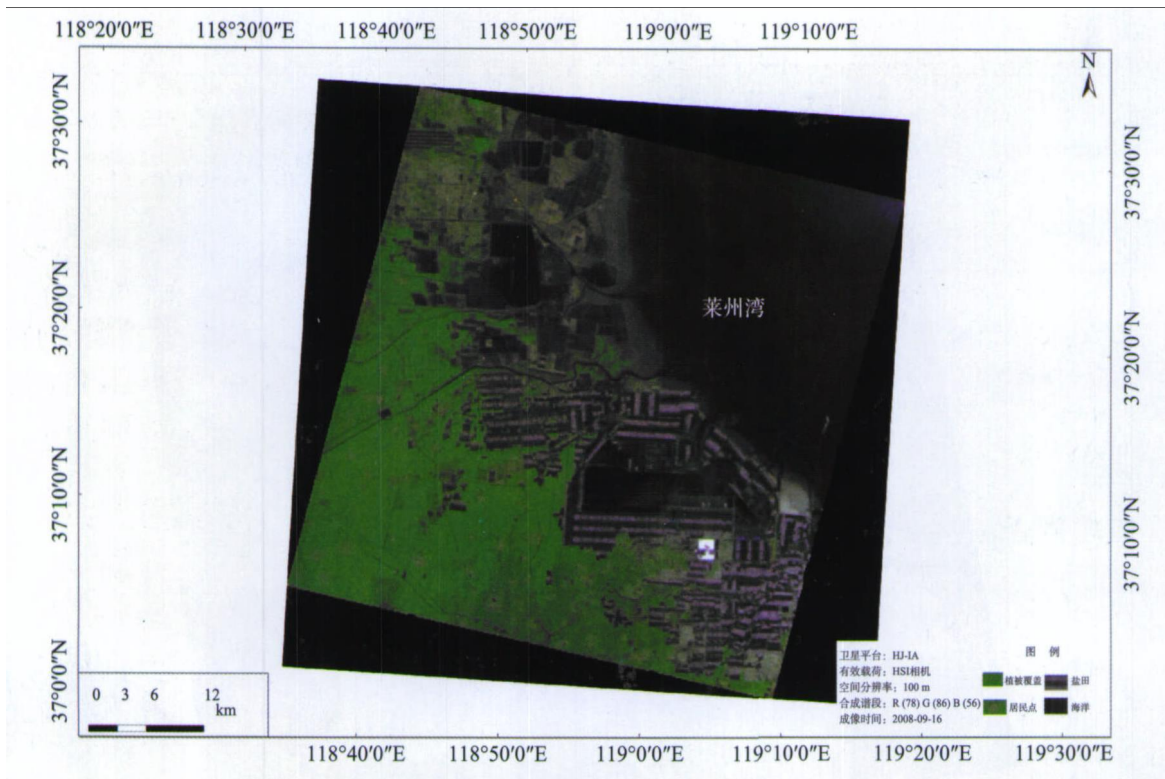 118°20′0″E 118°30′0″E 118°40′0″E 118°50′0″E 119°0′0″E 119°10′0″E
N
37°30′0″N
37°20′0″N
37°10′0″N
37°0′0″N
37°30′0″N
37°20′0″N
37°10′0″N
莱州湾
卫星平台：HJ-IA
有效载荷：HSI相机
空间分辨率：100 m
合成谱段：R (78) G (86) B (56)
成像时间：2008-09-16
图 例
植被覆盖 盐田
居民点 海洋
0 3 6 12
km
118°40′0″E 118°50′0″E 119°0′0″E 119°10′0″E 119°20′0″E 119°30′0″E